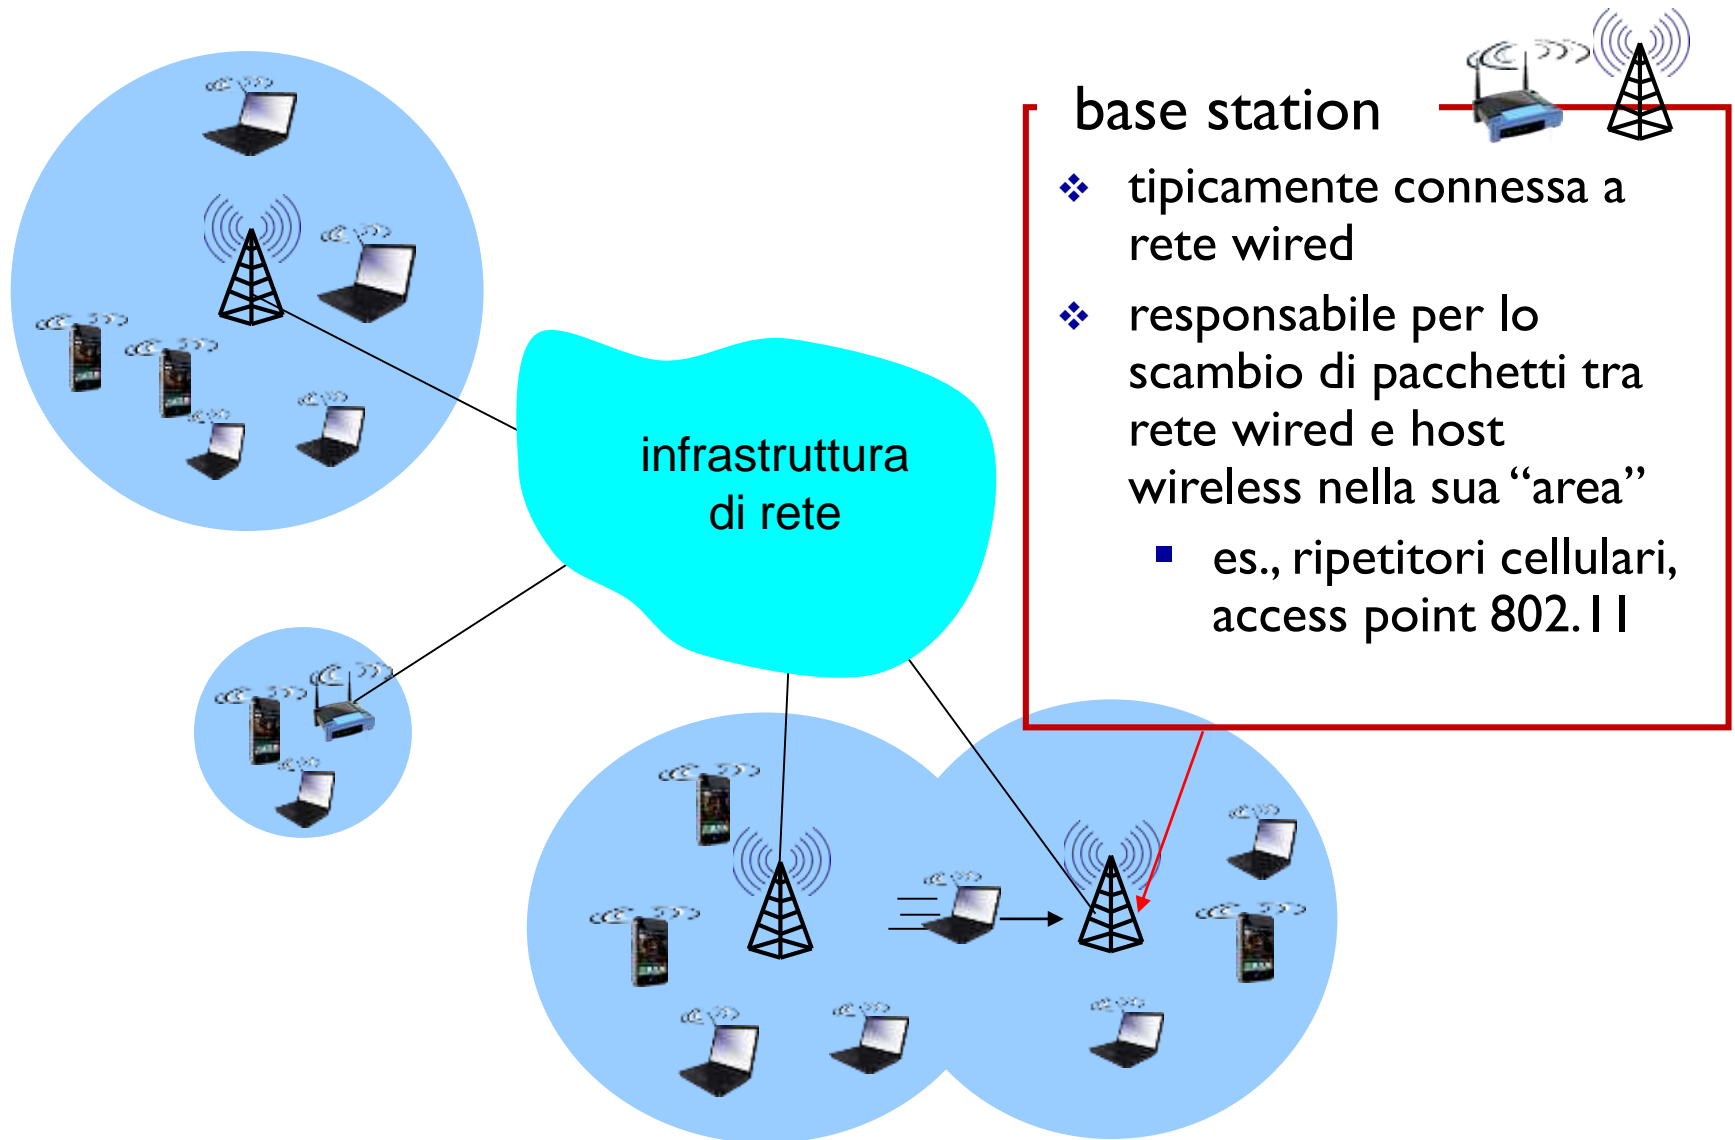 base station
❖ tipicamente connessa a
rete wired
❖ responsabile per lo
scambio di pacchetti tra
rete wired e host
wireless nella sua “area”
▪ es., ripetitori cellulari,
access point 802.11
infrastruttura
di rete